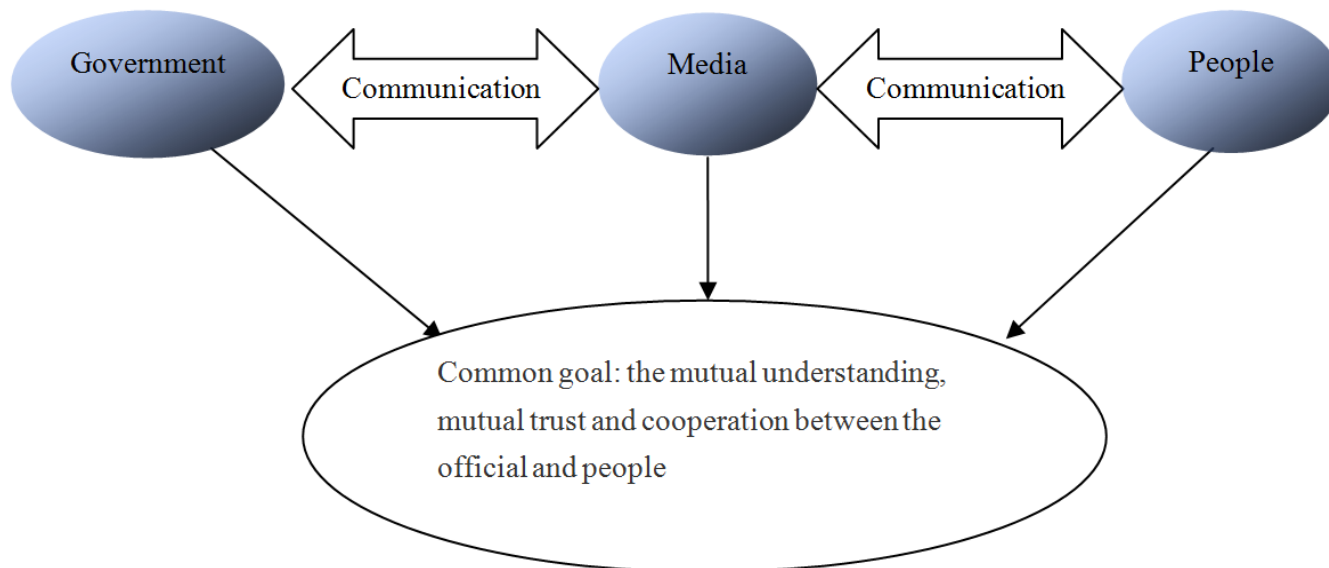 Government
Communication
Media
Communication
People
Common goal: the mutual understanding,
mutual trust and cooperation between the
official and people